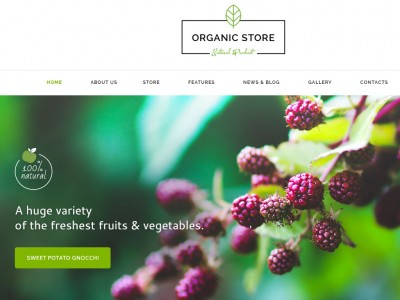 ORGANIC STORE
Natural Product
HOME ABOUT US STORE FEATURES NEWS & BLOG GALLERY CONTACTS
100%
natural
A huge variety
of the freshest fruits & vegetables.
SWEET POTATO GNOCCHI